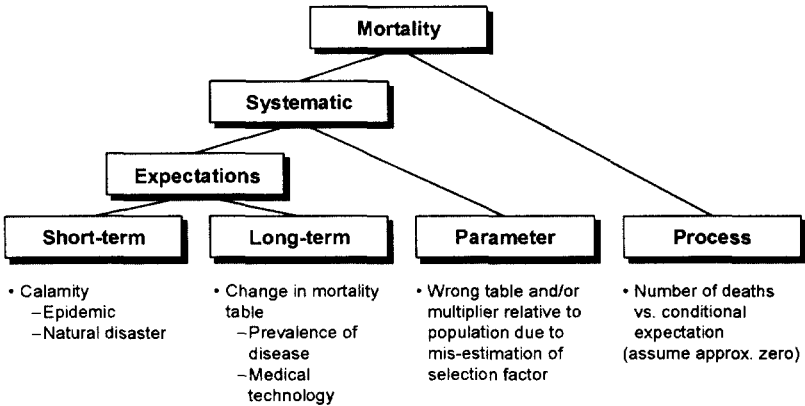 Mortality
Systematic
Expectations
Short-term
Long-term
Parameter
Process
• Calamity
–Epidemic
–Natural disaster
• Change in mortality
table
–Prevalence of
disease
–Medical
technology
• Wrong table and/or
multiplier relative to
population due to
mis-estimation of
selection factor
• Number of deaths
vs. conditional
expectation
(assume approx. zero)